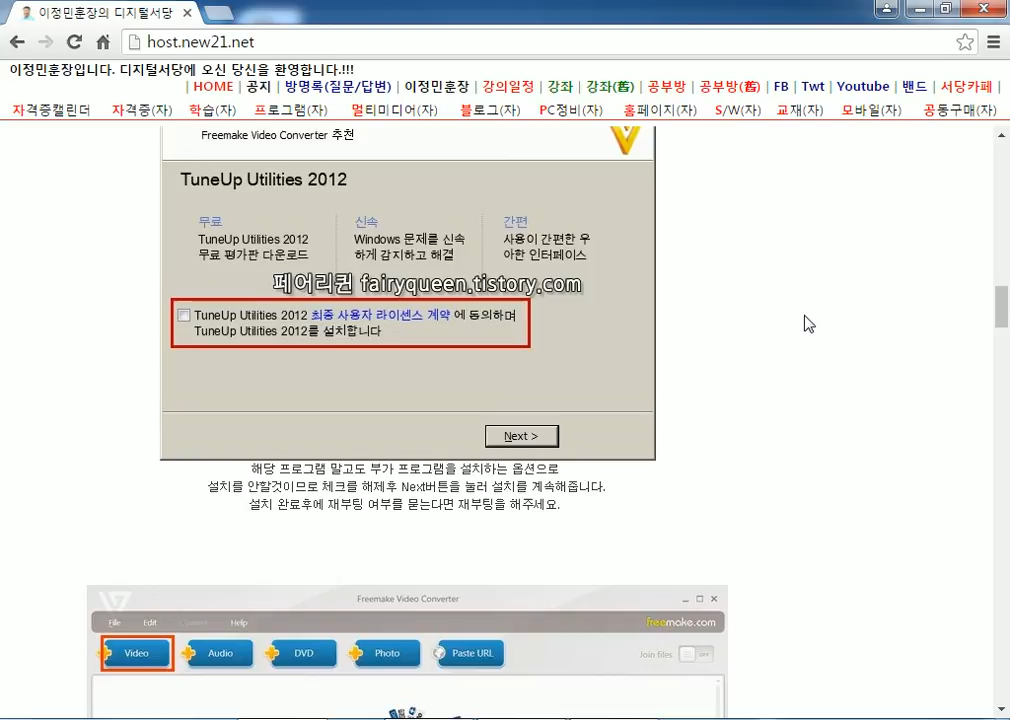 이정민훈장의 디지털서당
host.new21.net
이정민훈장입니다. 디지털서당에 오신 당신을 환영합니다.!!!
| HOME | 공지 | 방명록(질문/답변) | 이정민훈장 | 강의일정 | 강좌 | 강좌(舊) | 공부방 | 공부방(舊) | FB | Twt | Youtube | 밴드 | 서당카페 |
자격증캘린더 자격증(자) 학습(자) 프로그램(자) 멀티미디어(자) 블로그(자) PC정비(자) 홈페이지(자) S/W(자) 교재(자) 모바일(자) 공동구매(자)
Freemake Video Converter 추천
TuneUp Utilities 2012
무료 신속 간편
TuneUp Utilities 2012 Windows 문제를 신속 사용이 간편한 우
무료 평가판 다운로드 하게 감지하고 해결 아한 인터페이스
페어리퀸 fairyqueen.tistory.com
TuneUp Utilities 2012 최종 사용자 라이센스 계약 에 동의하며
TuneUp Utilities 2012를 설치합니다
Next >
해당 프로그램 말고도 부가 프로그램을 설치하는 옵션으로
설치를 안할것이므로 체크를 해제후 Next버튼을 눌러 설치를 계속해줍니다.
설치 완료후에 재부팅 여부를 묻는다면 재부팅을 해주세요.
Freemake Video Converter
File Edit Convert Help freemake.com
Video Audio DVD Photo Paste URL Join files OFF